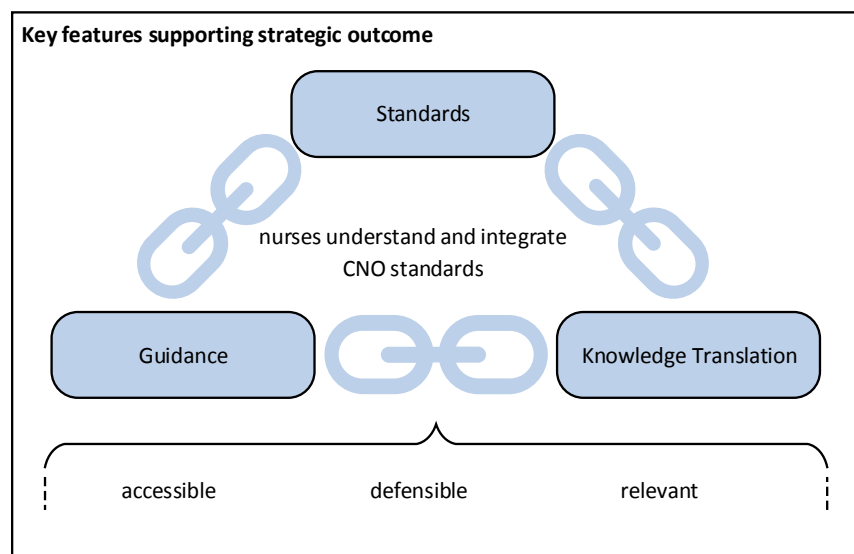 Key features supporting strategic outcome
Standards
nurses understand and integrate
CNO standards
Guidance
Knowledge Translation
accessible
defensible
relevant